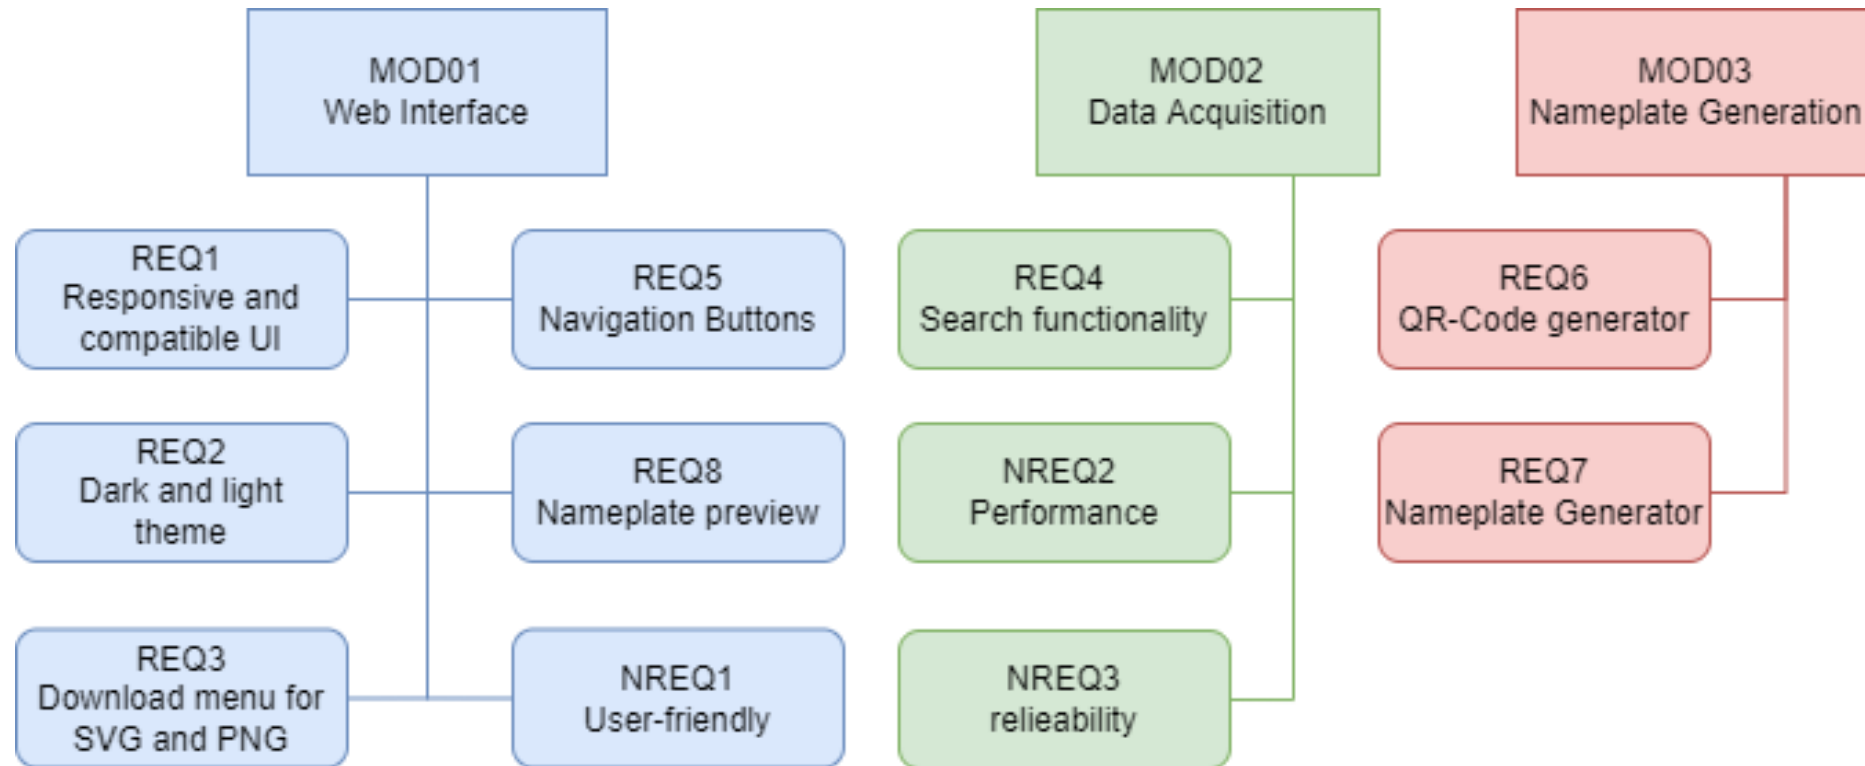 MOD01
Web Interface
MOD02
Data Acquisition
MOD03
Nameplate Generation
REQ1
Responsive and
compatible UI
REQ5
Navigation Buttons
REQ4
Search functionality
REQ6
QR-Code generator
REQ2
Dark and light
theme
REQ8
Nameplate preview
NREQ2
Performance
REQ7
Nameplate Generator
REQ3
Download menu for
SVG and PNG
NREQ1
User-friendly
NREQ3
relieability